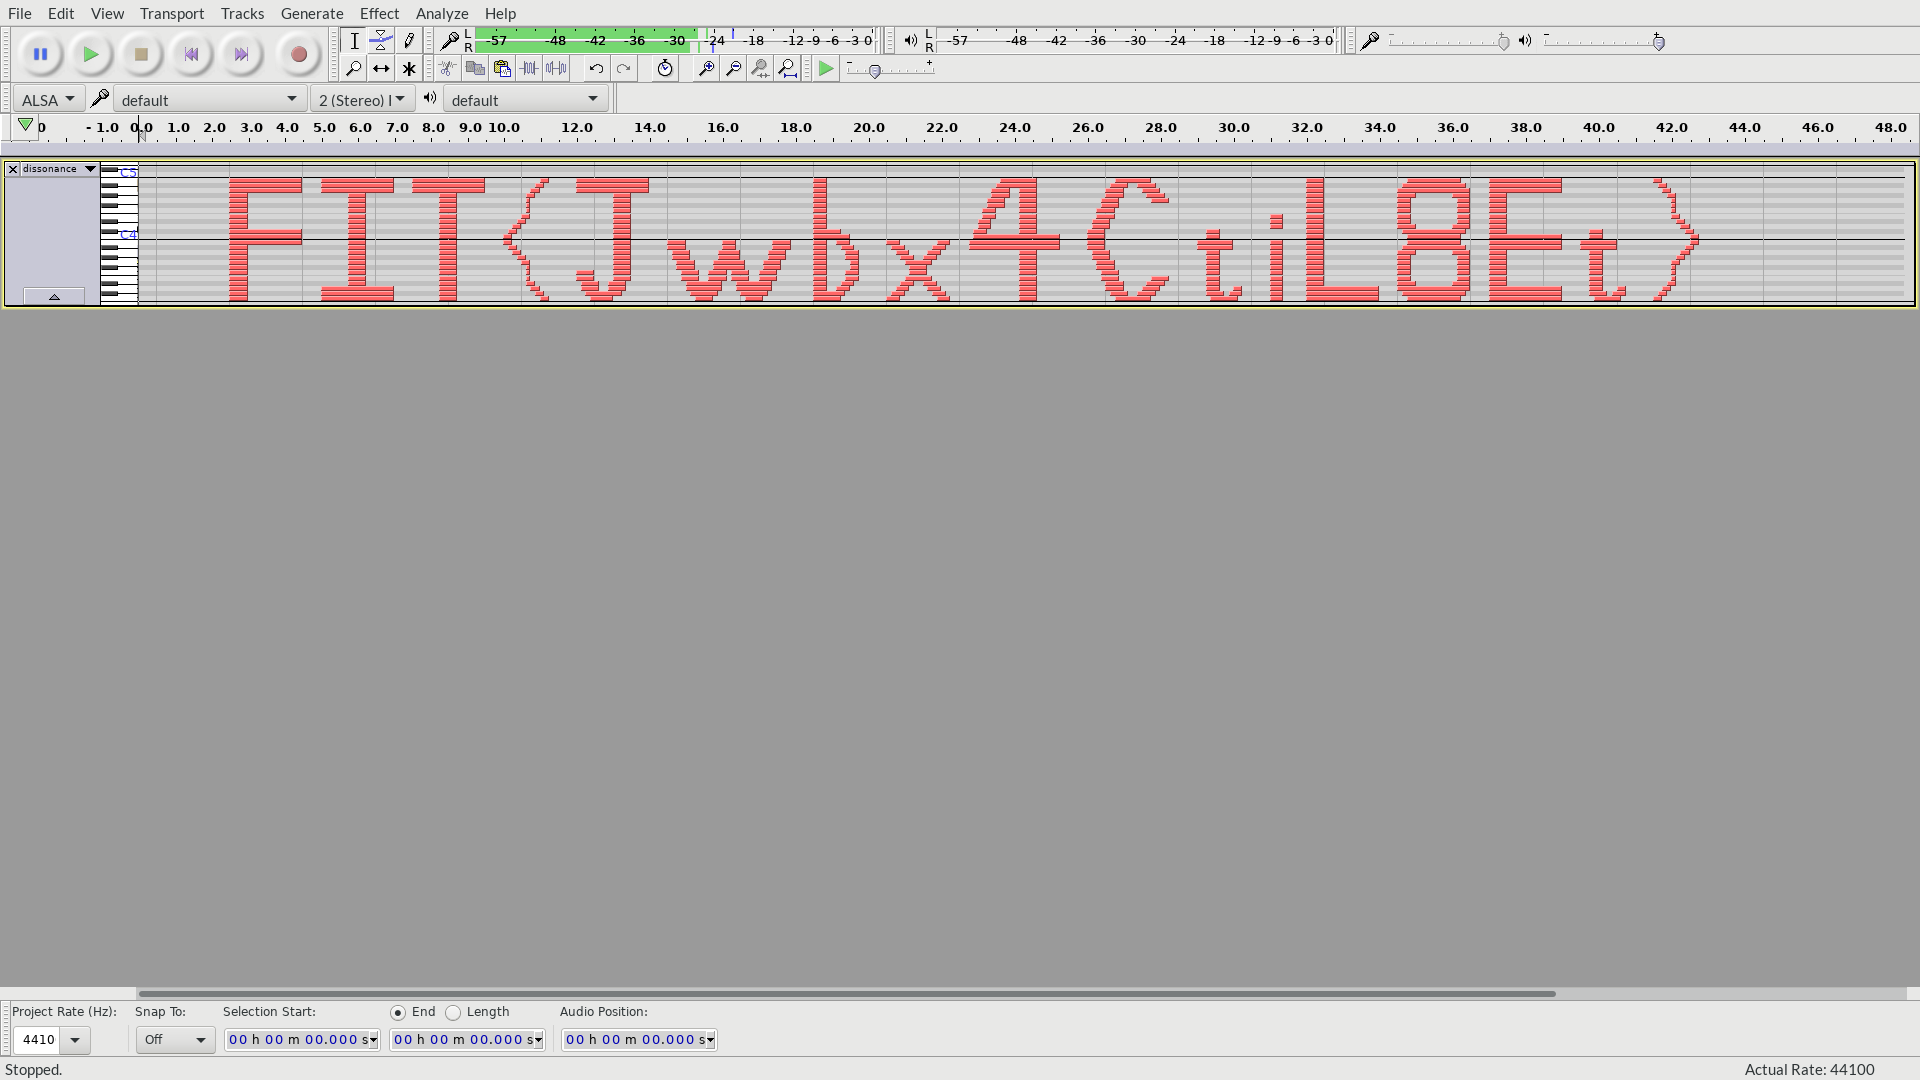 File Edit View Transport Tracks Generate Effect Analyze Help
L R -57 -48 -42 -36 -30 -24 -18 -12 -9 -6 -3 0
L R -57 -48 -42 -36 -30 -24 -18 -12 -9 -6 -3 0
ALSA default 2 (Stereo) I default
0 - 1.0 0.0 1.0 2.0 3.0 4.0 5.0 6.0 7.0 8.0 9.0 10.0 12.0 14.0 16.0 18.0 20.0 22.0 24.0 26.0 28.0 30.0 32.0 34.0 36.0 38.0 40.0 42.0 44.0 46.0 48.0
dissonance C5
C4
FIT<Jwbx4CtiL8Et>
Project Rate (Hz): Snap To: Selection Start: End Length Audio Position:
4410 Off 00 h 00 m 00.000 s 00 h 00 m 00.000 s 00 h 00 m 00.000 s
Stopped. Actual Rate: 44100